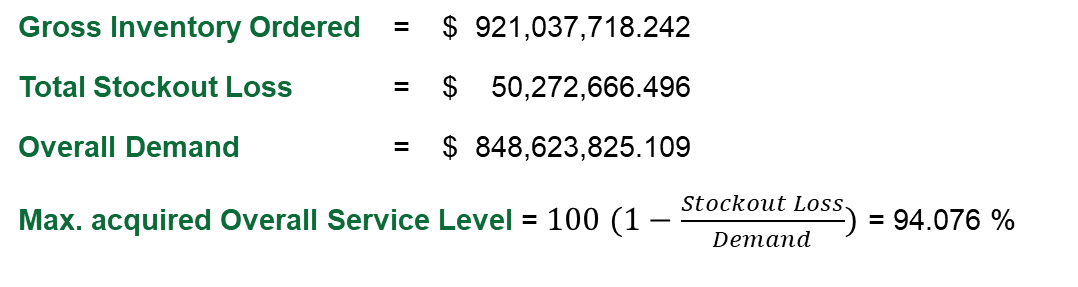 Gross Inventory Ordered = $ 921,037,718.242
Total Stockout Loss = $ 50,272,666.496
Overall Demand = $ 848,623,825.109
Max. acquired Overall Service Level = 100 (1 − Stockout Loss / Demand) = 94.076 %